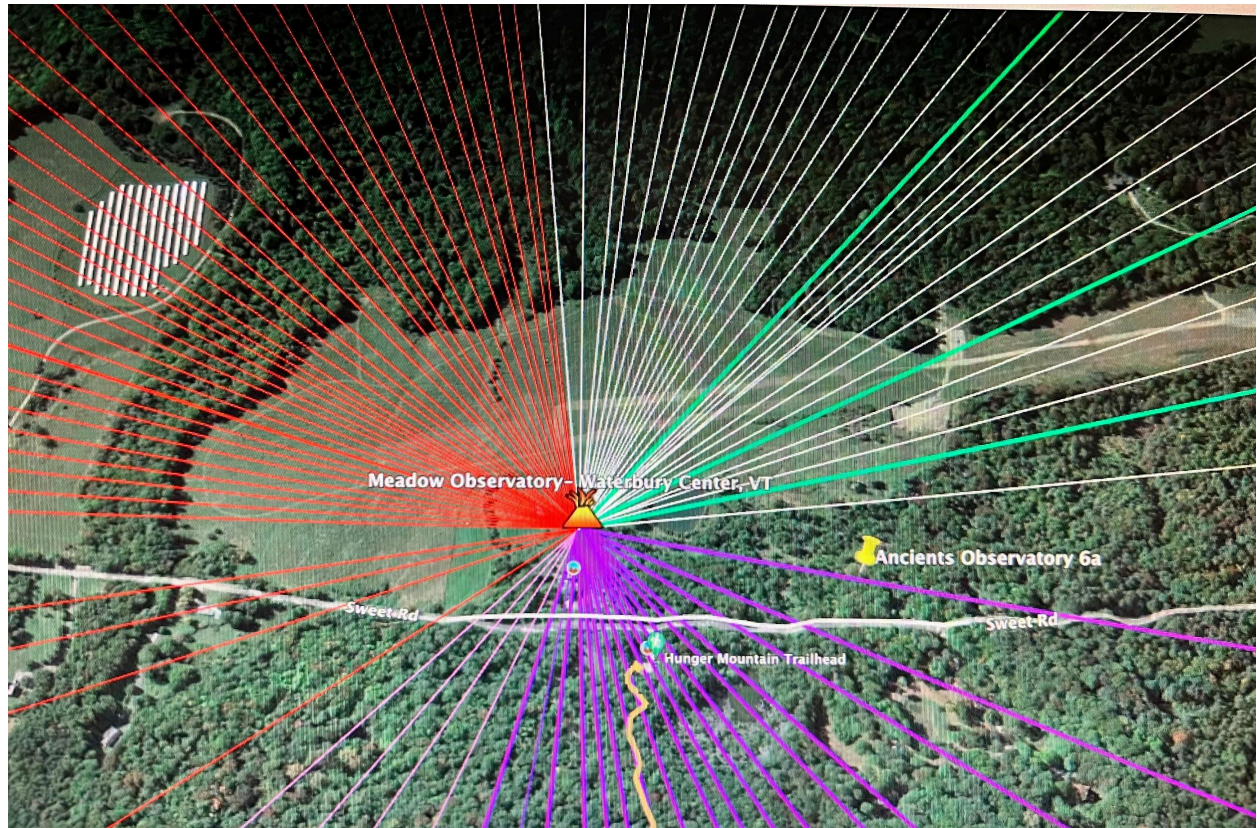 Meadow Observatory- Waterbury Center, VT
Ancients Observatory 6a
Sweet Rd
Sweet Rd
Hunger Mountain Trailhead